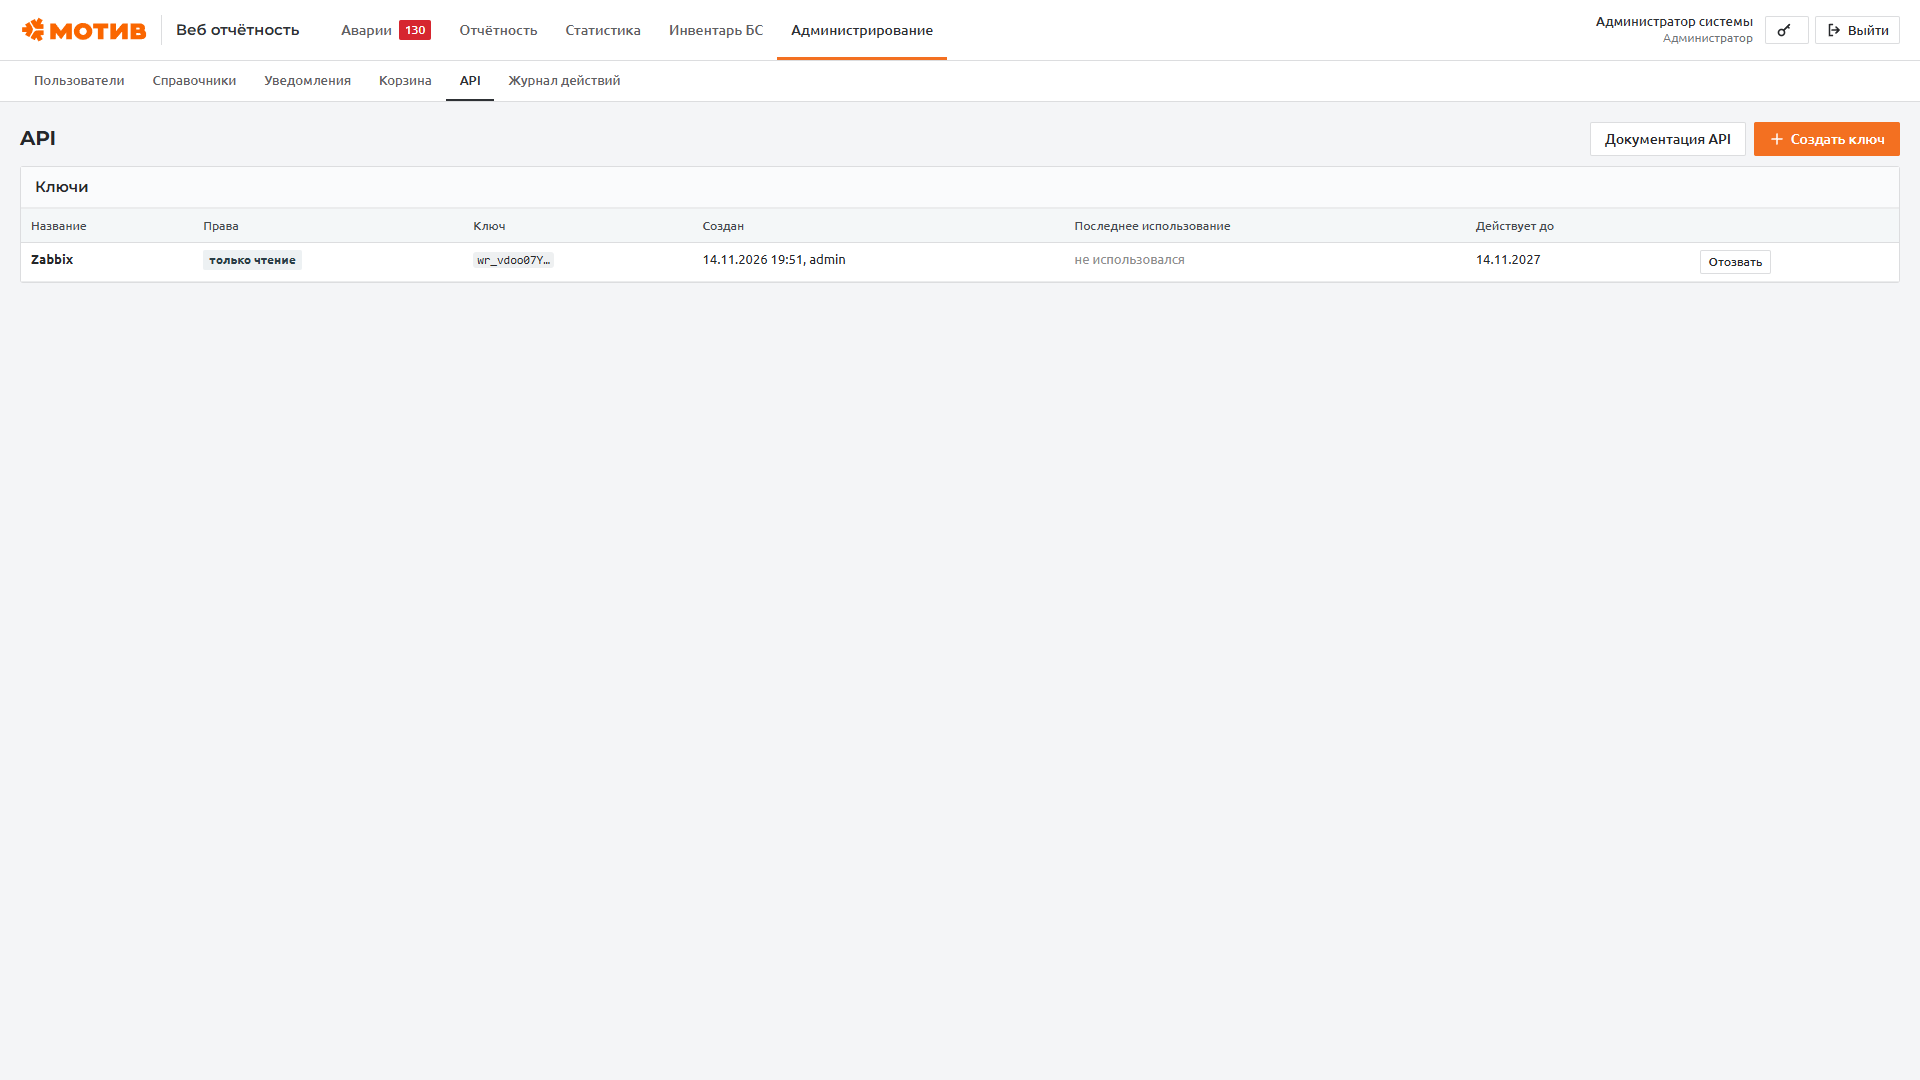 МОТИВ Веб отчётность Аварии 130 Отчётность Статистика Инвентарь БС Администрирование Администратор системы Администратор Выйти
Пользователи Справочники Уведомления Корзина API Журнал действий
API Документация API + Создать ключ
Ключи
Название Права Ключ Создан Последнее использование Действует до
Zabbix только чтение wr_vdoo07Y… 14.11.2026 19:51, admin не использовался 14.11.2027 Отозвать